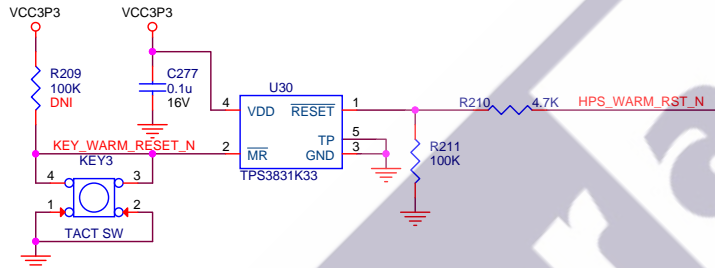 VCC3P3 VCC3P3
R209
100K
DNI
C277
0.1u
16V
U30
4 VDD RESET 1
TP 5
2 MR GND 3
TPS3831K33
R210 4.7K HPS_WARM_RST_N
R211
100K
KEY_WARM_RESET_N
KEY3
4 3
1 2
TACT SW